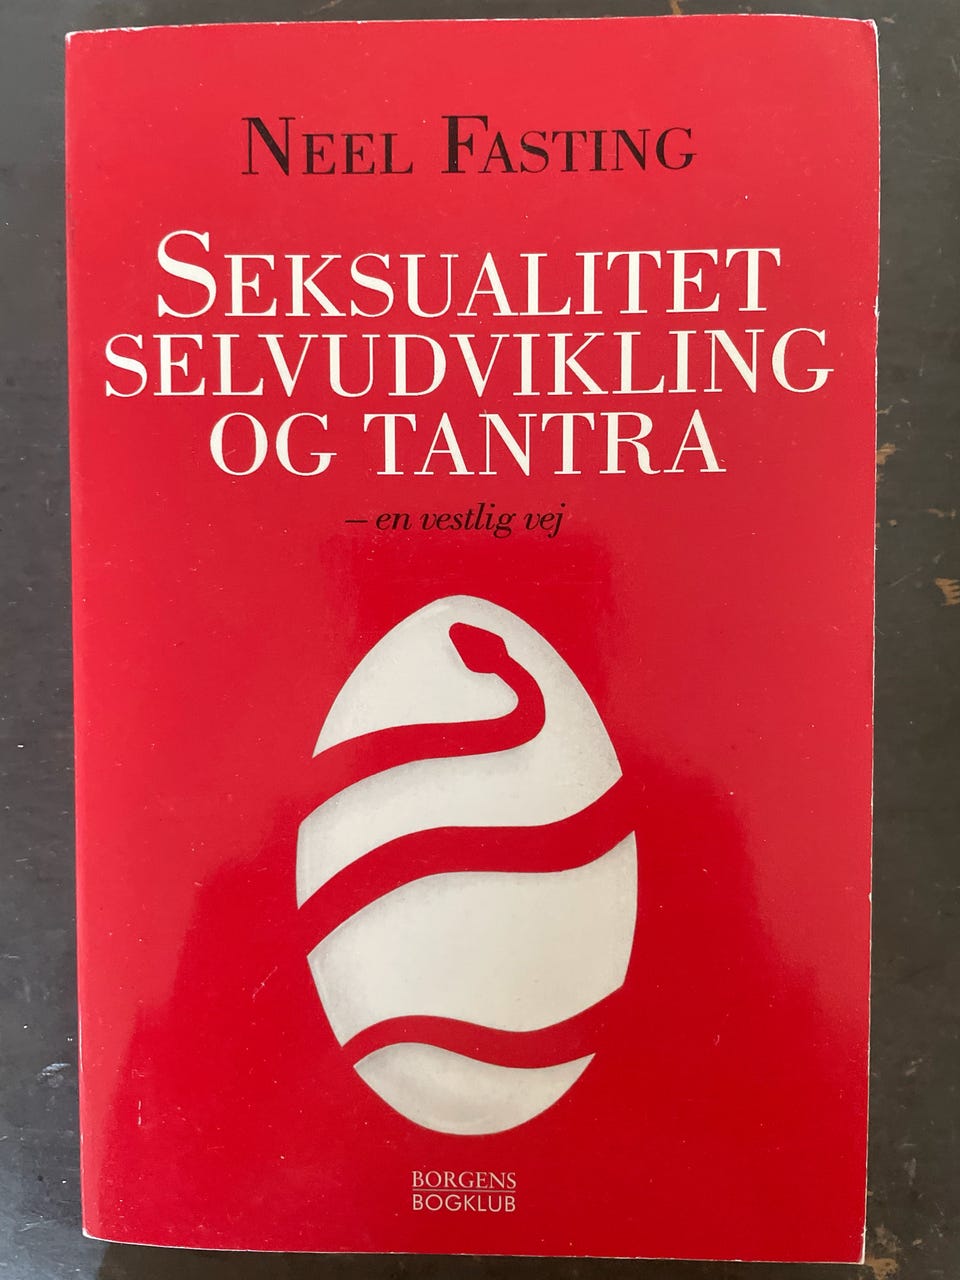 NEEL FASTING
SEKSUALITET
SELVUDVIKLING
OG TANTRA
– en vestlig vej
BORGENS
BOGKLUB